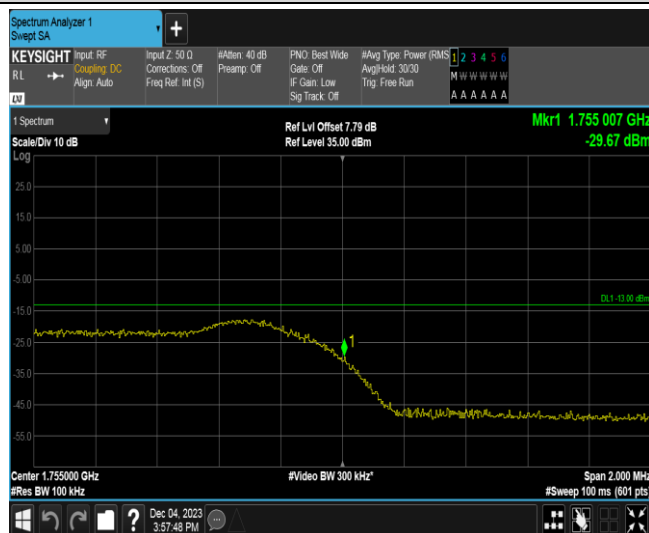 Spectrum Analyzer 1
Swept SA
KEYSIGHT
RL
LXI
Input: RF
Coupling: DC
Align: Auto
Input Z: 50 Ω
Corrections: Off
Freq Ref: Int (S)
#Atten: 40 dB
Preamp: Off
PNO: Best Wide
Gate: Off
IF Gain: Low
Sig Track: Off
#Avg Type: Power (RMS
Avg|Hold: 30/30
Trig: Free Run
1 2 3 4 5 6
M W W W W W
A A A A A A
1 Spectrum
Scale/Div 10 dB
Log
Ref Lvl Offset 7.79 dB
Ref Level 35.00 dBm
Mkr1 1.755 007 GHz
-29.67 dBm
25.0
15.0
5.00
-5.00
DL1 -13.00 dBm
-15.0
-25.0
1
-35.0
-45.0
-55.0
Center 1.755000 GHz
#Res BW 100 kHz
#Video BW 300 kHz*
Span 2.000 MHz
#Sweep 100 ms (601 pts)
?
Dec 04, 2023
3:57:48 PM